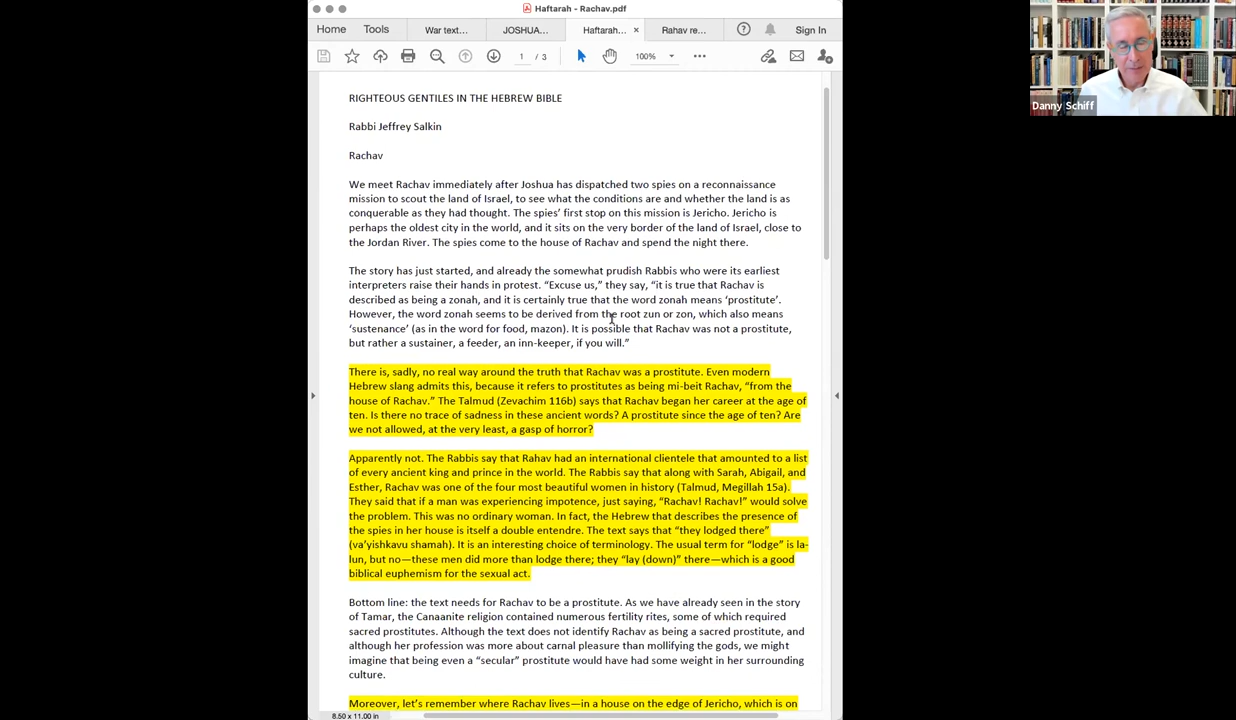 Haftarah - Rachav.pdf
Home Tools War text... JOSHUA... Haftarah... × Rahav re... Sign In
1 / 3 100%
RIGHTEOUS GENTILES IN THE HEBREW BIBLE
Rabbi Jeffrey Salkin
Rachav
We meet Rachav immediately after Joshua has dispatched two spies on a reconnaissance
mission to scout the land of Israel, to see what the conditions are and whether the land is as
conquerable as they had thought. The spies’ first stop on this mission is Jericho. Jericho is
perhaps the oldest city in the world, and it sits on the very border of the land of Israel, close to
the Jordan River. The spies come to the house of Rachav and spend the night there.
The story has just started, and already the somewhat prudish Rabbis who were its earliest
interpreters raise their hands in protest. “Excuse us,” they say, “it is true that Rachav is
described as being a zonah, and it is certainly true that the word zonah means ‘prostitute’.
However, the word zonah seems to be derived from the root zun or zon, which also means
‘sustenance’ (as in the word for food, mazon). It is possible that Rachav was not a prostitute,
but rather a sustainer, a feeder, an inn-keeper, if you will.”
There is, sadly, no real way around the truth that Rachav was a prostitute. Even modern
Hebrew slang admits this, because it refers to prostitutes as being mi-beit Rachav, “from the
house of Rachav.” The Talmud (Zevachim 116b) says that Rachav began her career at the age of
ten. Is there no trace of sadness in these ancient words? A prostitute since the age of ten? Are
we not allowed, at the very least, a gasp of horror?
Apparently not. The Rabbis say that Rahav had an international clientele that amounted to a list
of every ancient king and prince in the world. The Rabbis say that along with Sarah, Abigail, and
Esther, Rachav was one of the four most beautiful women in history (Talmud, Megillah 15a).
They said that if a man was experiencing impotence, just saying, “Rachav! Rachav!” would solve
the problem. This was no ordinary woman. In fact, the Hebrew that describes the presence of
the spies in her house is itself a double entendre. The text says that “they lodged there”
(va’yishkavu shamah). It is an interesting choice of terminology. The usual term for “lodge” is la-
lun, but no—these men did more than lodge there; they “lay (down)” there—which is a good
biblical euphemism for the sexual act.
Bottom line: the text needs for Rachav to be a prostitute. As we have already seen in the story
of Tamar, the Canaanite religion contained numerous fertility rites, some of which required
sacred prostitutes. Although the text does not identify Rachav as being a sacred prostitute, and
although her profession was more about carnal pleasure than mollifying the gods, we might
imagine that being even a “secular” prostitute would have had some weight in her surrounding
culture.
Moreover, let’s remember where Rachav lives—in a house on the edge of Jericho, which is on
8.50 x 11.00 in
Danny Schiff